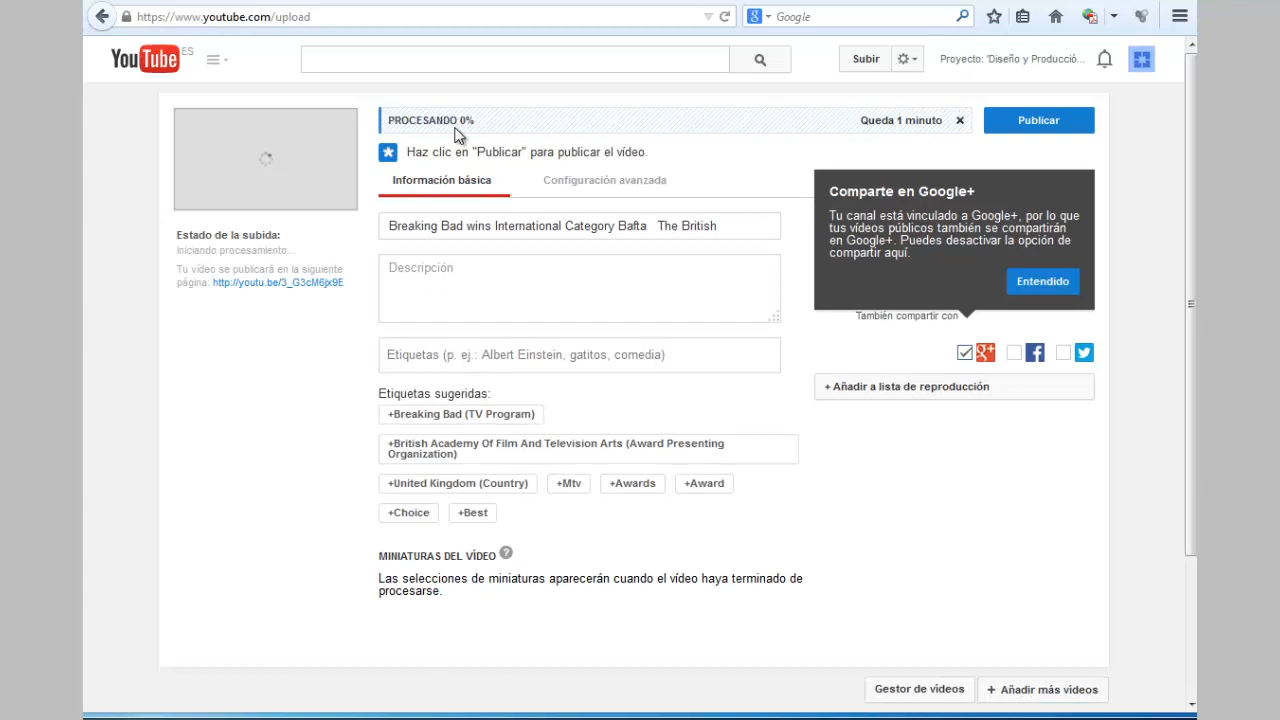 https://www.youtube.com/upload
Google
YouTube ES
Subir
Proyecto: 'Diseño y Producció...
PROCESANDO 0%
Queda 1 minuto
Publicar
Haz clic en "Publicar" para publicar el vídeo.
Información básica
Configuración avanzada
Comparte en Google+
Tu canal está vinculado a Google+, por lo que
tus vídeos públicos también se compartirán
en Google+. Puedes desactivar la opción de
compartir aquí.
Entendido
Estado de la subida:
Iniciando procesamiento...
Tu vídeo se publicará en la siguiente
página: http://youtu.be/3_G3cM6jx9E
Breaking Bad wins International Category Bafta The British
Descripción
También compartir con
Etiquetas (p. ej.: Albert Einstein, gatitos, comedia)
+ Añadir a lista de reproducción
Etiquetas sugeridas:
+Breaking Bad (TV Program)
+British Academy Of Film And Television Arts (Award Presenting
Organization)
+United Kingdom (Country)
+Mtv
+Awards
+Award
+Choice
+Best
MINIATURAS DEL VÍDEO
Las selecciones de miniaturas aparecerán cuando el vídeo haya terminado de
procesarse.
Gestor de vídeos
+ Añadir más vídeos